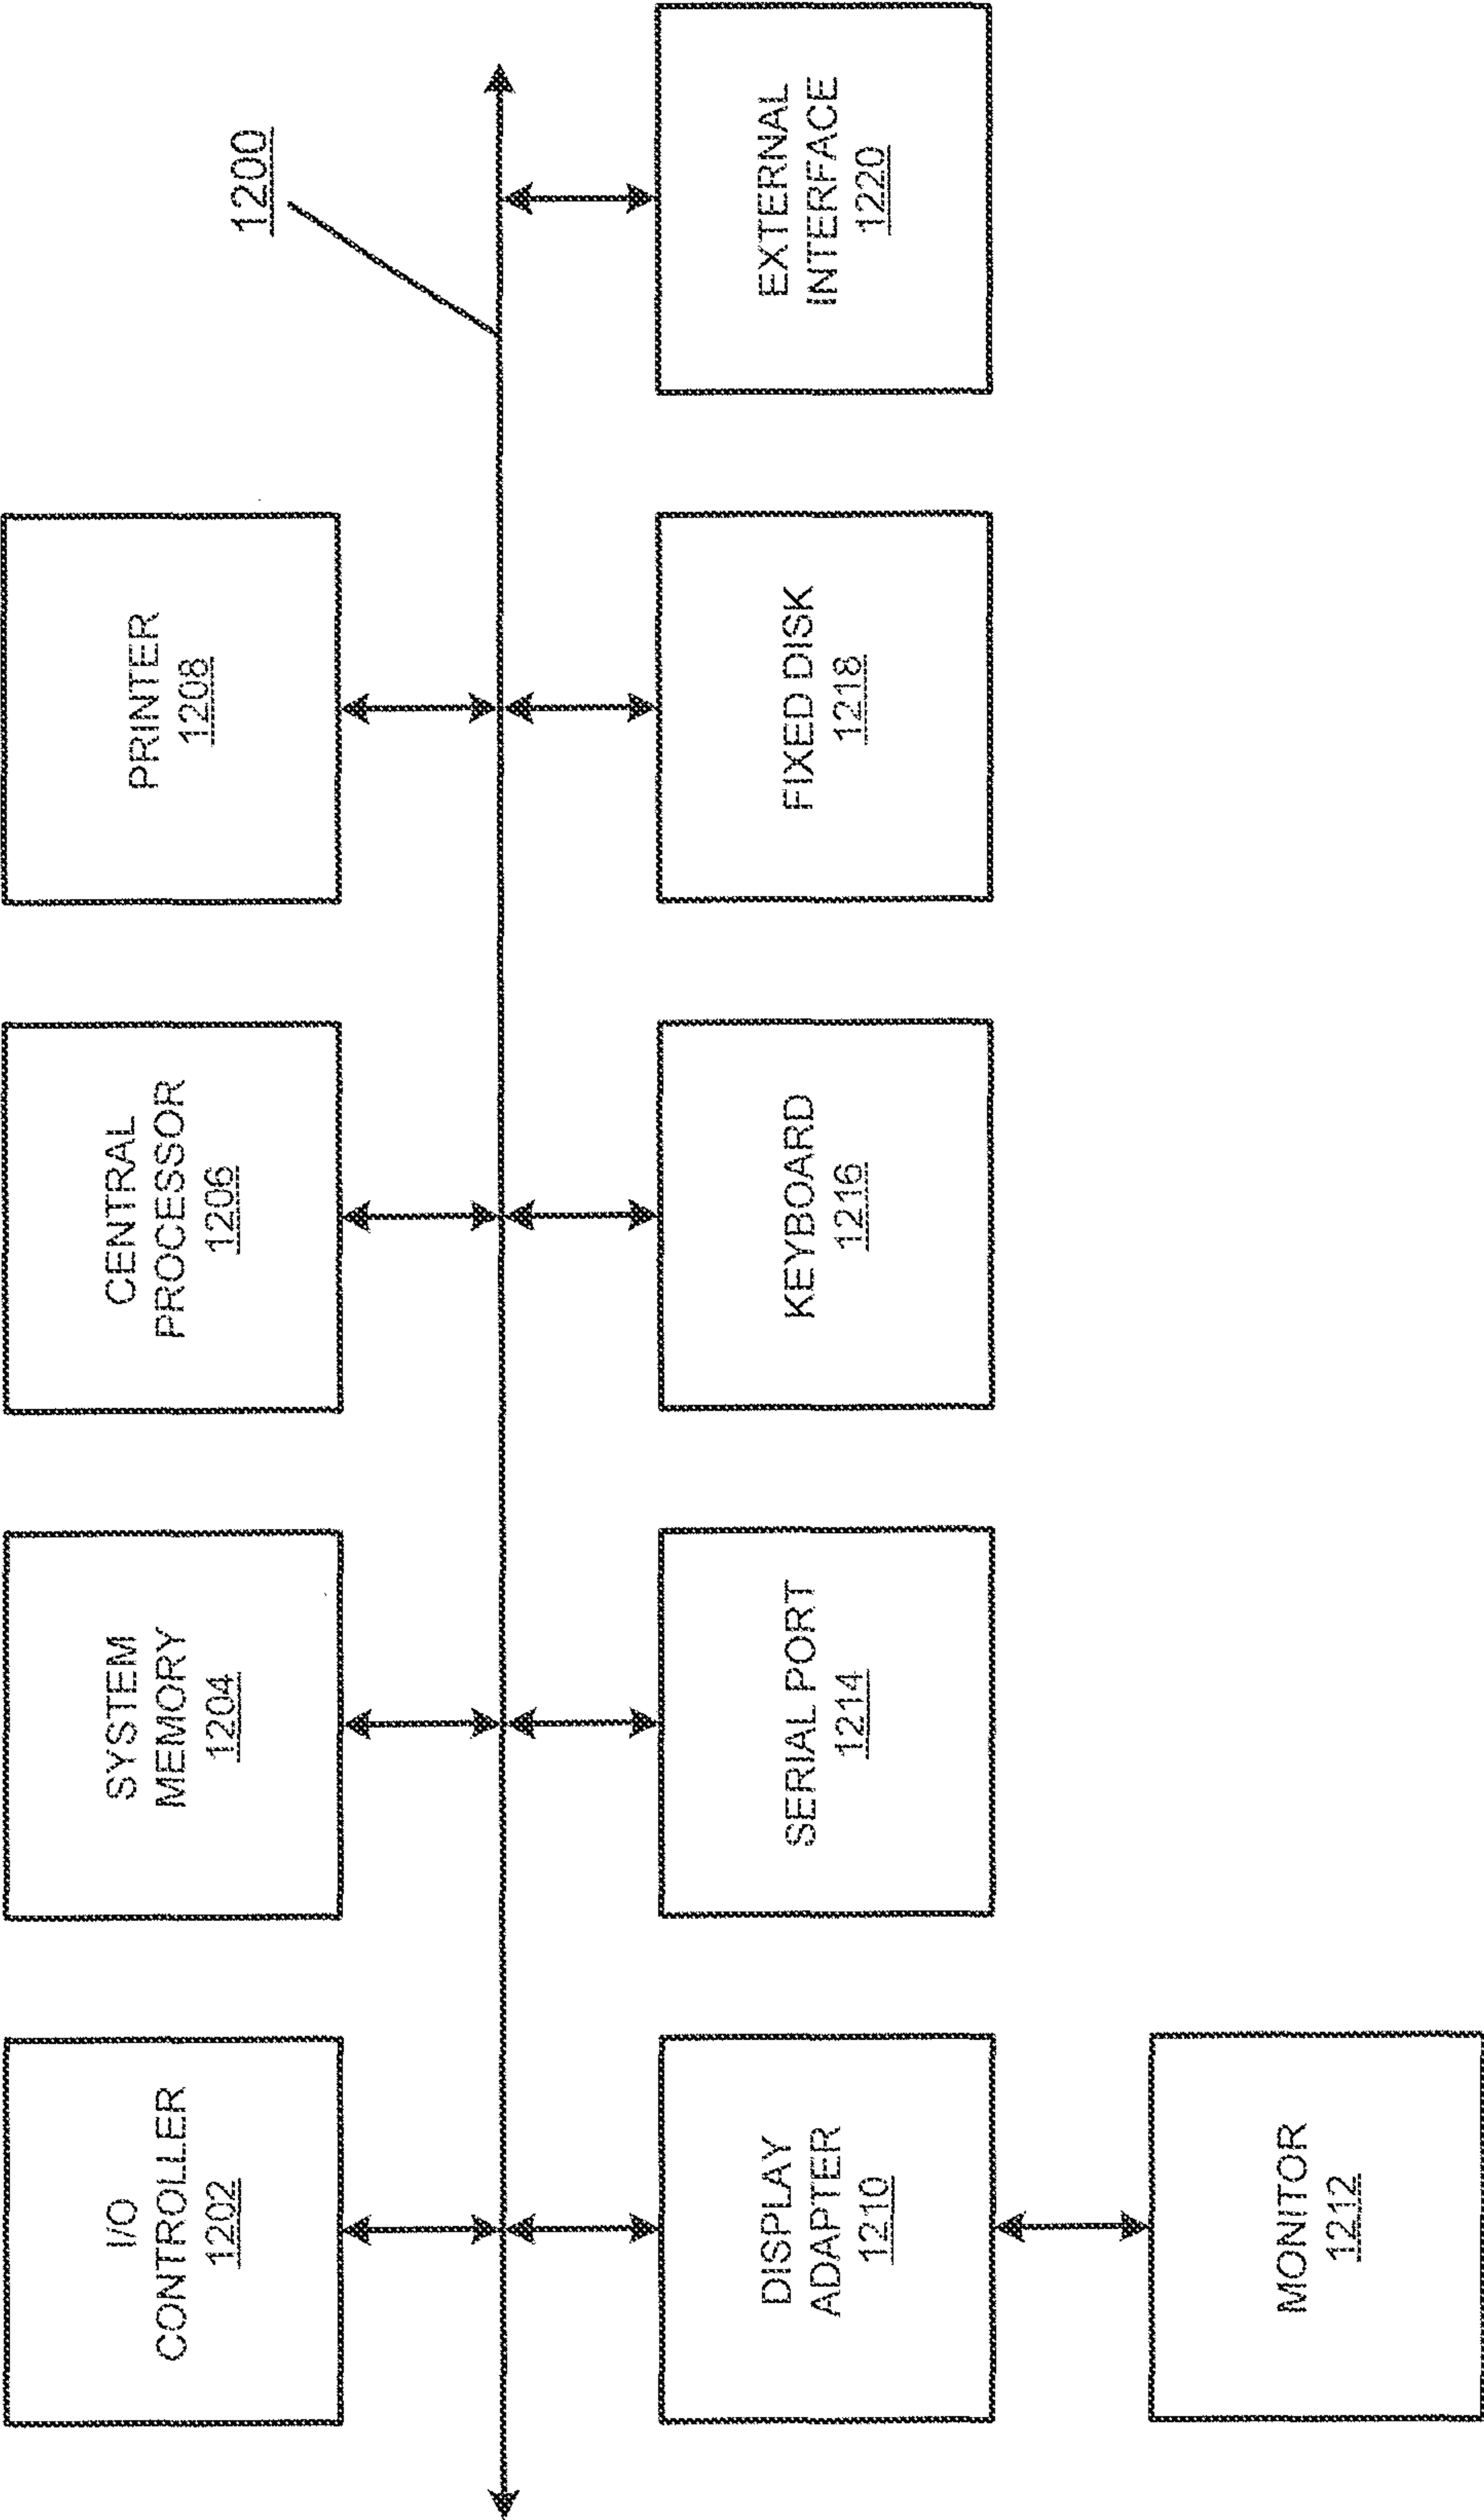 I/O
CONTROLLER
1202
SYSTEM
MEMORY
1204
CENTRAL
PROCESSOR
1206
PRINTER
1208
1200
DISPLAY
ADAPTER
1210
SERIAL PORT
1214
KEYBOARD
1216
FIXED DISK
1218
EXTERNAL
INTERFACE
1220
MONITOR
1212